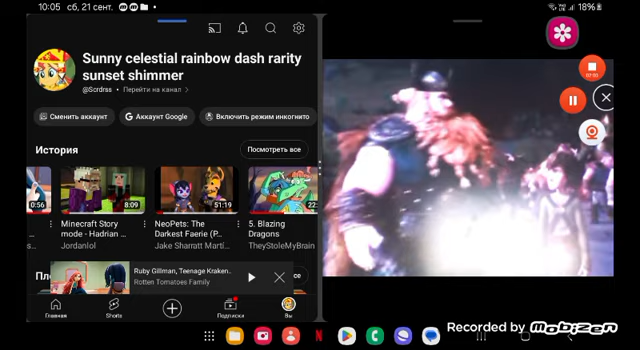 10:05 сб, 21 сент.
18%
Sunny celestial rainbow dash rarity
sunset shimmer
@Scrdrss • Перейти на канал
Сменить аккаунт
Аккаунт Google
Включить режим инкогнито
История
Посмотреть все
0:56
8:09
51:19
22:
s...
Minecraft Story
mode - Hadrian ...
Jordanlol
NeoPets: The
Darkest Faerie (P...
Jake Sharratt Marti...
5. Blazing
Dragons
TheyStoleMyBrain
Пле
все
Ruby Gillman, Teenage Kraken..
Rotten Tomatoes Family
Главная
Shorts
Подписки
Вы
Recorded by mobizen